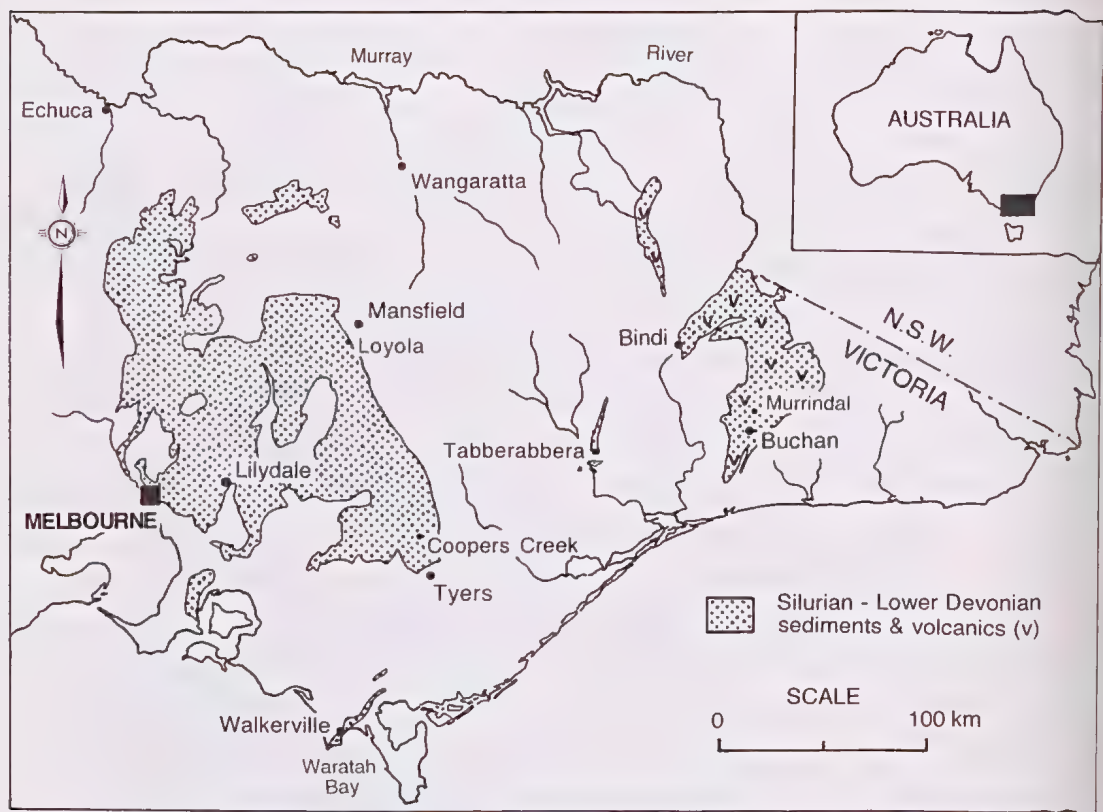 Murray River
Echuca
AUSTRALIA
Wangaratta
N
Mansfield
Loyola
Bindi
N.S.W.
VICTORIA
Murrindal
Buchan
Tabberabbera
Lilydale
MELBOURNE
Coopers Creek
Tyers
Silurian - Lower Devonian
sediments & volcanics (v)
v
v
v
v
v
v
v
v
SCALE
0 100 km
Walkerville
Waratah
Bay